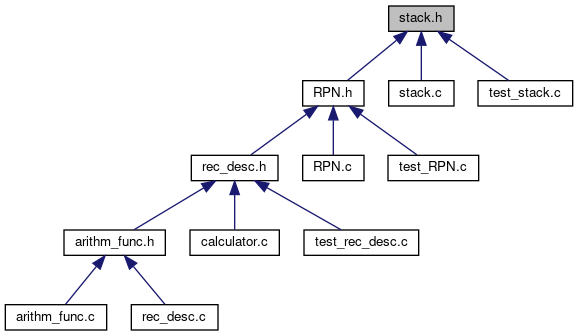 stack.h
RPN.h
stack.c
test_stack.c
rec_desc.h
RPN.c
test_RPN.c
arithm_func.h
calculator.c
test_rec_desc.c
arithm_func.c
rec_desc.c